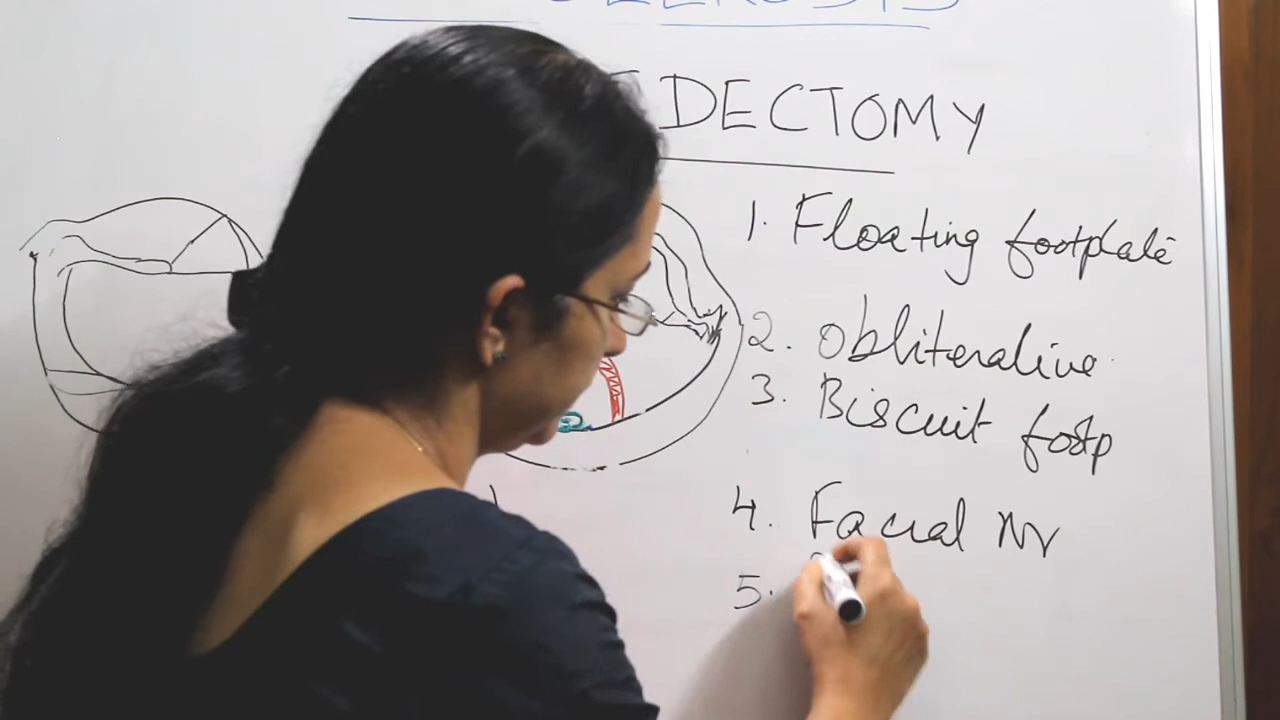 DECTOMY
1. Floating footplate
2. obliterative
3. Biscuit footp
4. Facial Nr
5.